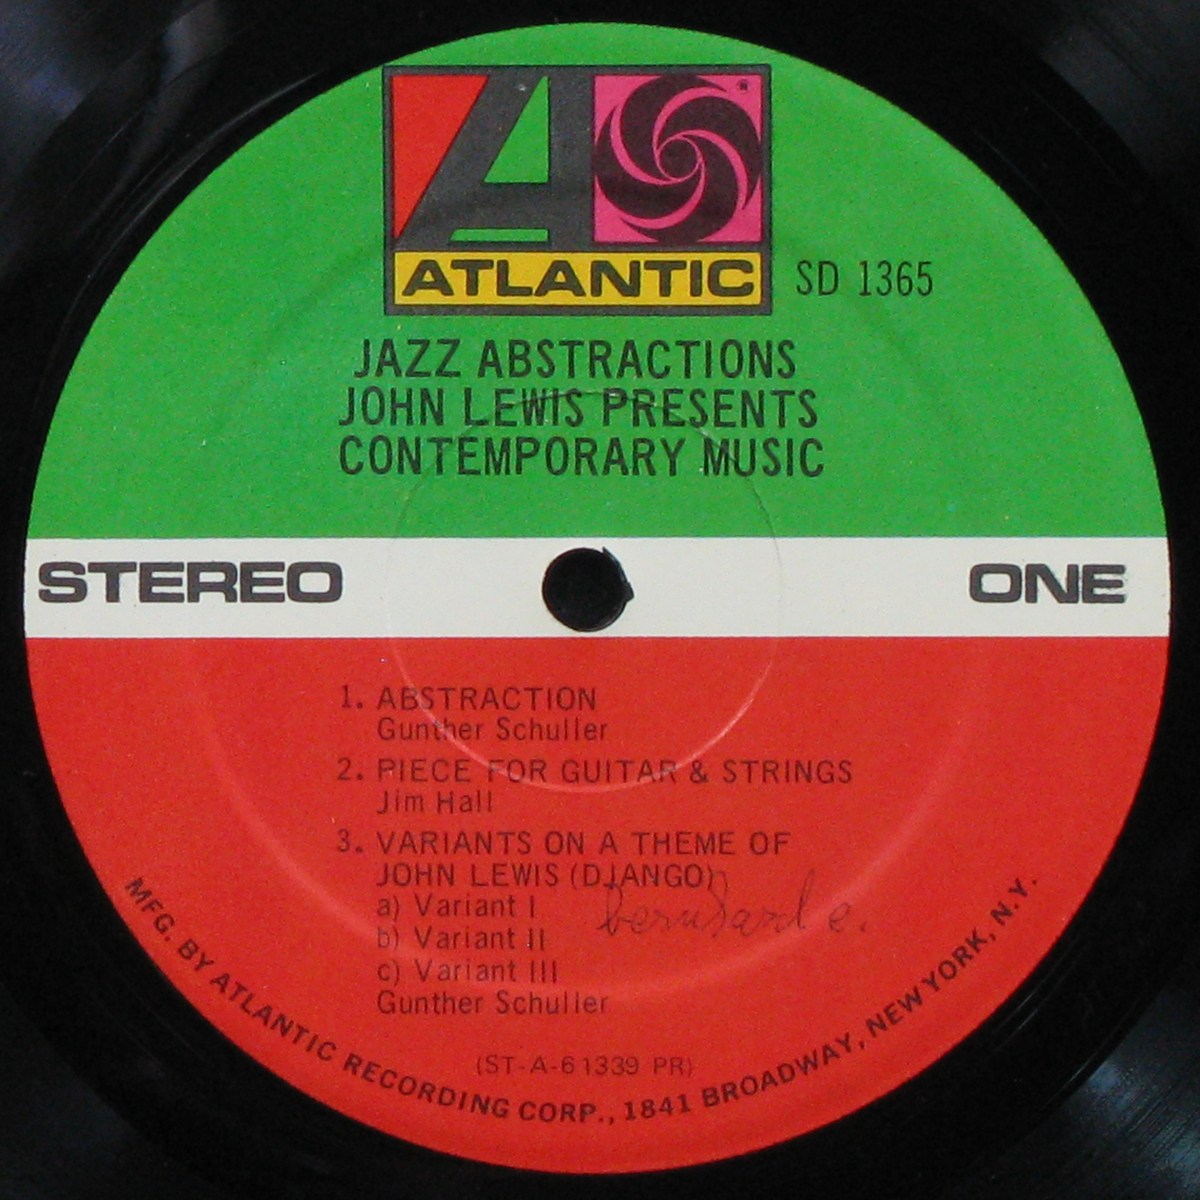 ATLANTIC
SD 1365
JAZZ ABSTRACTIONS
JOHN LEWIS PRESENTS
CONTEMPORARY MUSIC
STEREO
ONE
1. ABSTRACTION
Gunther Schuller
2. PIECE FOR GUITAR & STRINGS
Jim Hall
3. VARIANTS ON A THEME OF
JOHN LEWIS (DJANGO)
a) Variant I
b) Variant II
c) Variant III
Gunther Schuller
bernhard e.
(ST-A-61339 PR)
MFG. BY ATLANTIC RECORDING CORP., 1841 BROADWAY, NEW YORK, N.Y.